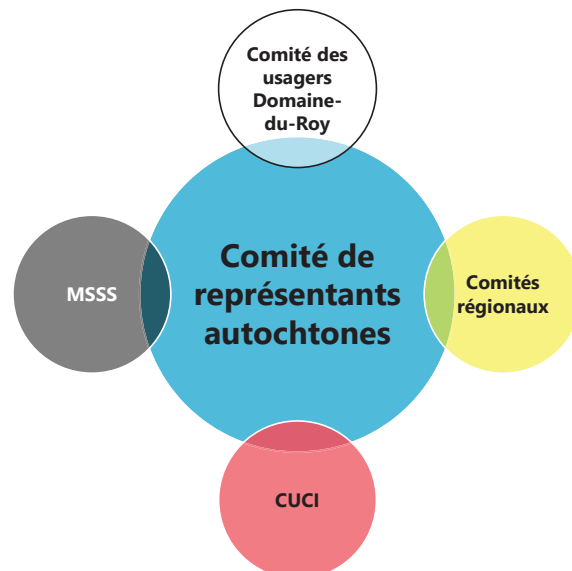 Comité des
usagers
Domaine-
du-Roy
MSSS
Comité de
représentants
autochtones
Comités
régionaux
CUCI